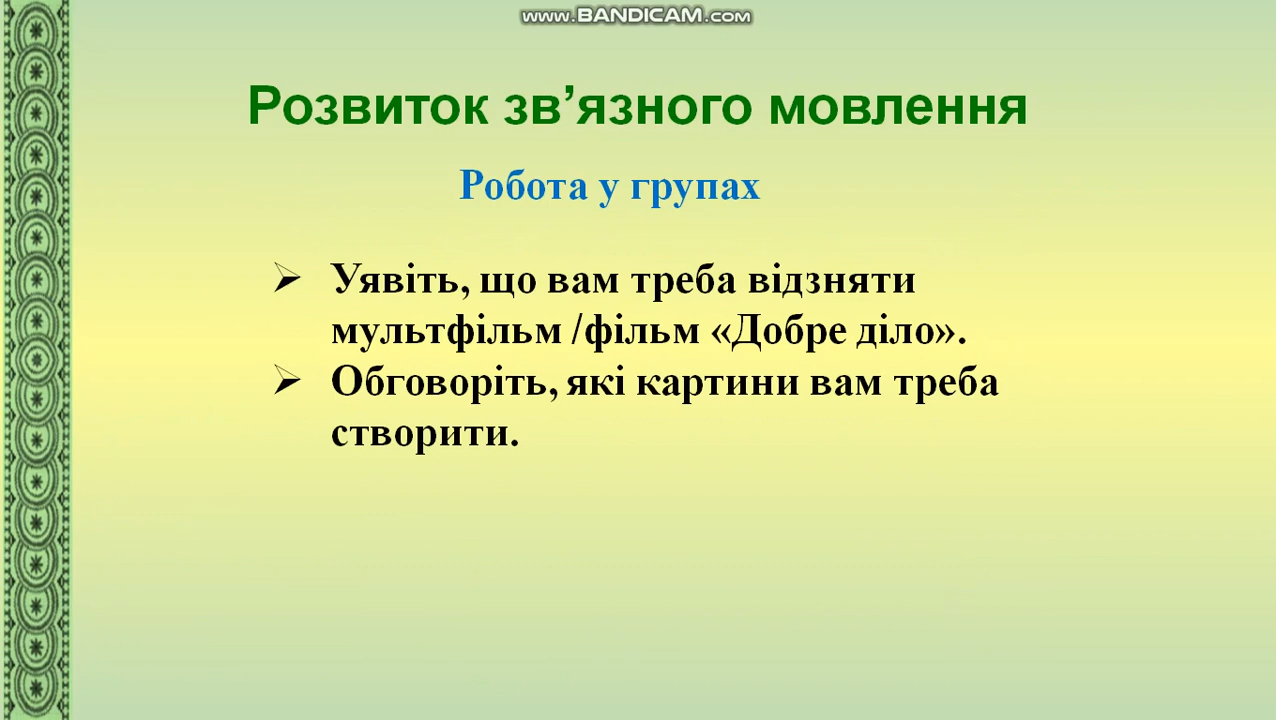 www.BANDICAM.com
Розвиток зв’язного мовлення
Робота у групах
➢ Уявіть, що вам треба відзняти
мультфільм /фільм «Добре діло».
➢ Обговоріть, які картини вам треба
створити.